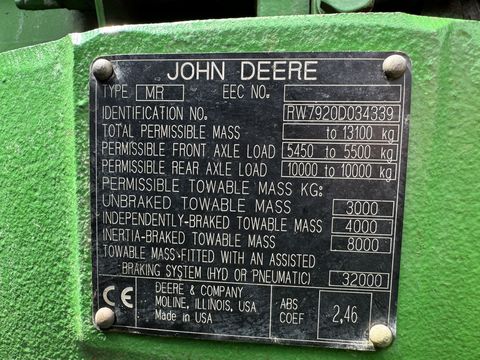 JOHN DEERE
TYPE MR EEC NO.
IDENTIFICATION NO. RW7920D034339
TOTAL PERMISSIBLE MASS to 13100 kg
PERMISSIBLE FRONT AXLE LOAD 5450 to 5500 kg
PERMISSIBLE REAR AXLE LOAD 10000 to 10000 kg
PERMISSIBLE TOWABLE MASS KG:
UNBRAKED TOWABLE MASS 3000
INDEPENDENTLY-BRAKED TOWABLE MASS 4000
INERTIA-BRAKED TOWABLE MASS 8000
TOWABLE MASS-FITTED WITH AN ASSISTED
BRAKING SYSTEM (HYD OR PNEUMATIC) 32000
CE DEERE & COMPANY
MOLINE, ILLINOIS, USA
Made in USA
ABS
COEF 2,46